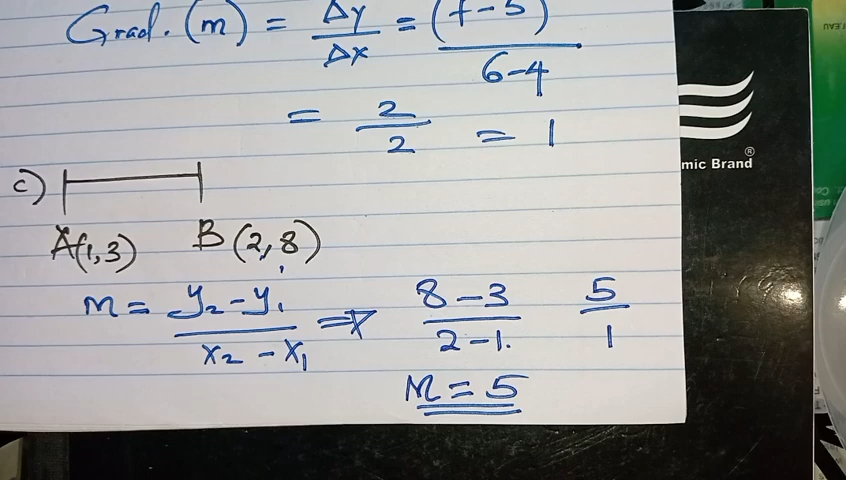 Grad. (m) = Δy/Δx = (7-5)/6-4
= 2/2 = 1
c)
A(1,3) B(2,8)
m = y₂-y₁/x₂-x₁ ⇒ 8-3/2-1 5/1
M = 5
mic Brand®